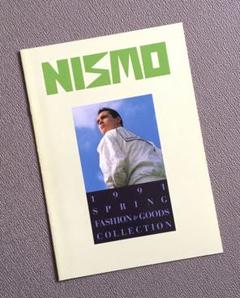 NISMO
1991
SPRING
FASHION & GOODS
COLLECTION